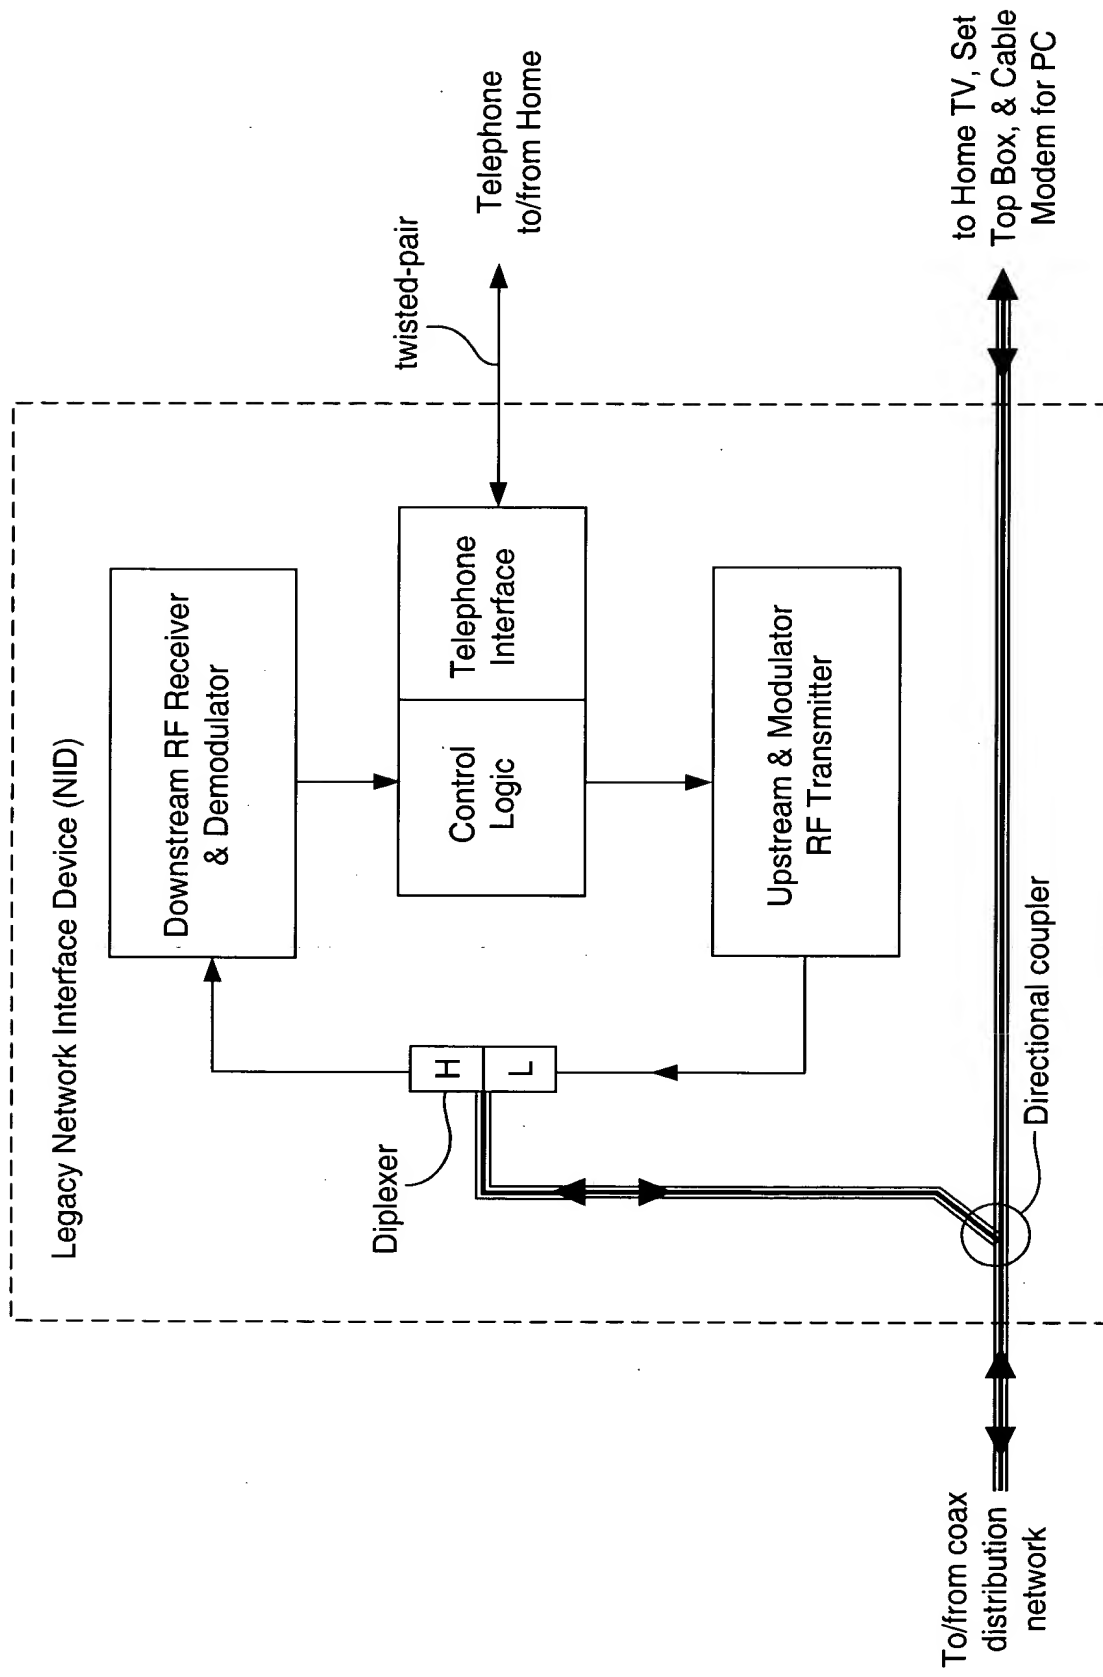 Legacy Network Interface Device (NID)
Downstream RF Receiver
& Demodulator
Diplexer
H
L
Control
Logic
Telephone
Interface
twisted-pair
Telephone
to/from Home
Upstream & Modulator
RF Transmitter
To/from coax
distribution
network
Directional coupler
to Home TV, Set
Top Box, & Cable
Modem for PC